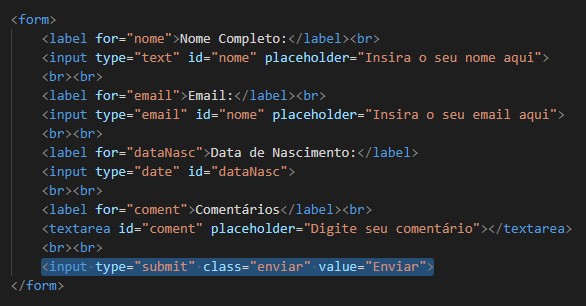 <form>
<label for="nome">Nome Completo:</label><br>
<input type="text" id="nome" placeholder="Insira o seu nome aqui">
<br><br>
<label for="email">Email:</label><br>
<input type="email" id="nome" placeholder="Insira o seu email aqui">
<br><br>
<label for="dataNasc">Data de Nascimento:</label>
<input type="date" id="dataNasc">
<br><br>
<label for="coment">Comentários</label><br>
<textarea id="coment" placeholder="Digite seu comentário"></textarea>
<br><br>
<input type="submit" class="enviar" value="Enviar">
</form>